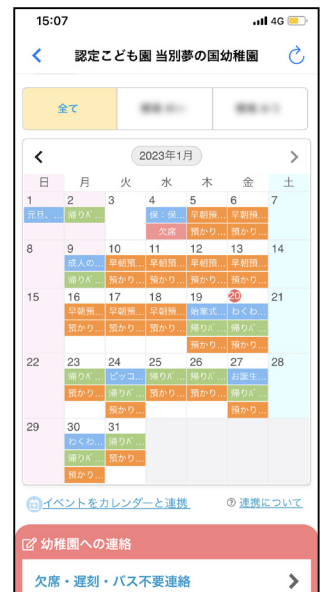 15:07
4G
認定こども園 当別夢の国幼稚園
全て
2023年1月
日 月 火 水 木 金 土
1 2 3 4 5 6 7
元旦、... 帰りバ... 保：保... 早朝預... 早朝預...
欠席 預かり... 預かり...
8 9 10 11 12 13 14
成人の... 早朝預... 早朝預... 早朝預... 早朝預...
帰りバ... 預かり... 預かり... 預かり... 預かり...
15 16 17 18 19 20 21
早朝預... 早朝預... 早朝預... 始業式... わくわ...
預かり... 預かり... 預かり... 帰りバ... 帰りバ...
預かり... 預かり...
22 23 24 25 26 27 28
帰りバ... ピッコ... 帰りバ... 帰りバ... お誕生...
預かり... 帰りバ... 預かり... 預かり... 帰りバ...
預かり... 預かり...
29 30 31
わくわ... 帰りバ...
帰りバ... 預かり...
預かり...
イベントをカレンダーと連携 連携について
幼稚園への連絡
欠席・遅刻・バス不要連絡